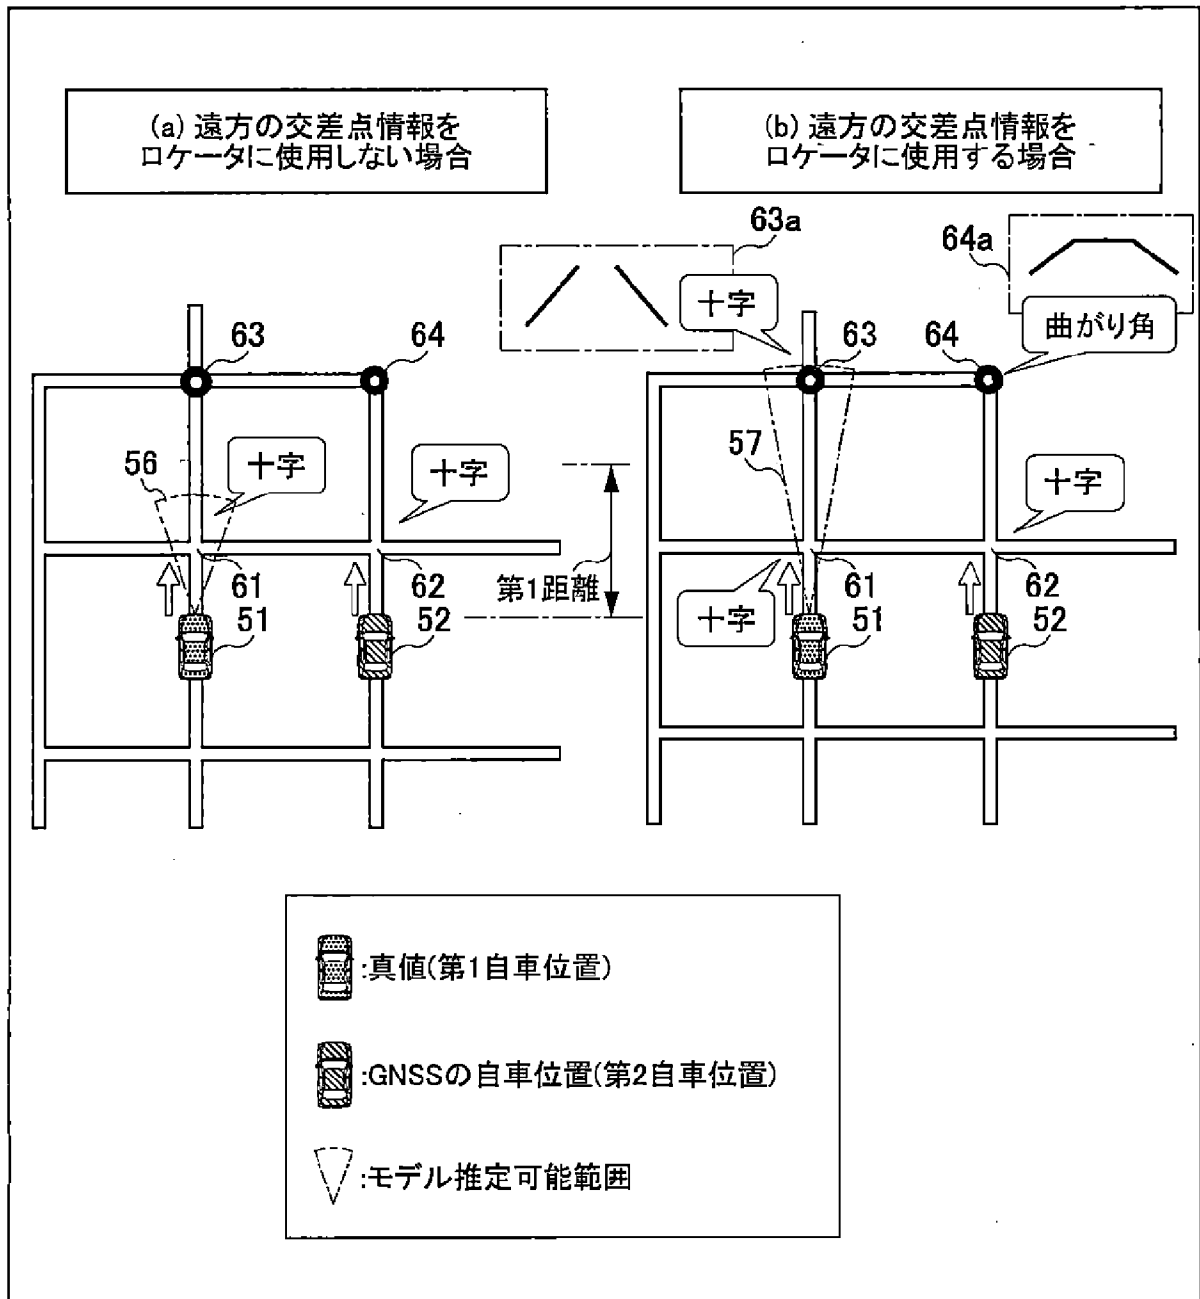 (a) 遠方の交差点情報を
ロケータに使用しない場合
(b) 遠方の交差点情報を
ロケータに使用する場合
63a
64a
十字
曲がり角
63
64
63
64
56
十字
十字
57
十字
61
62
第1距離
十字
61
62
51
52
51
52
:真値(第1自車位置)
:GNSSの自車位置(第2自車位置)
:モデル推定可能範囲